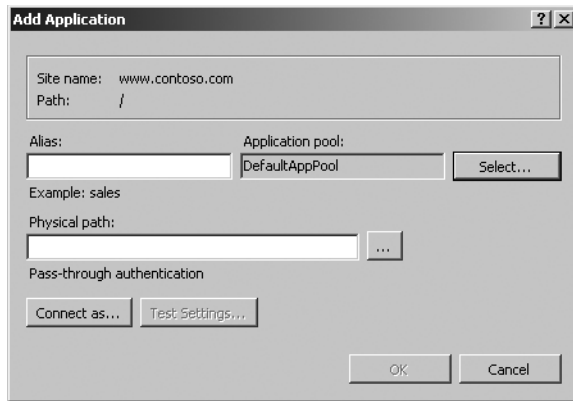 Add Application
? X
Site name: www.contoso.com
Path: /
Alias: Application pool:
DefaultAppPool Select...
Example: sales
Physical path:
...
Pass-through authentication
Connect as... Test Settings...
OK Cancel